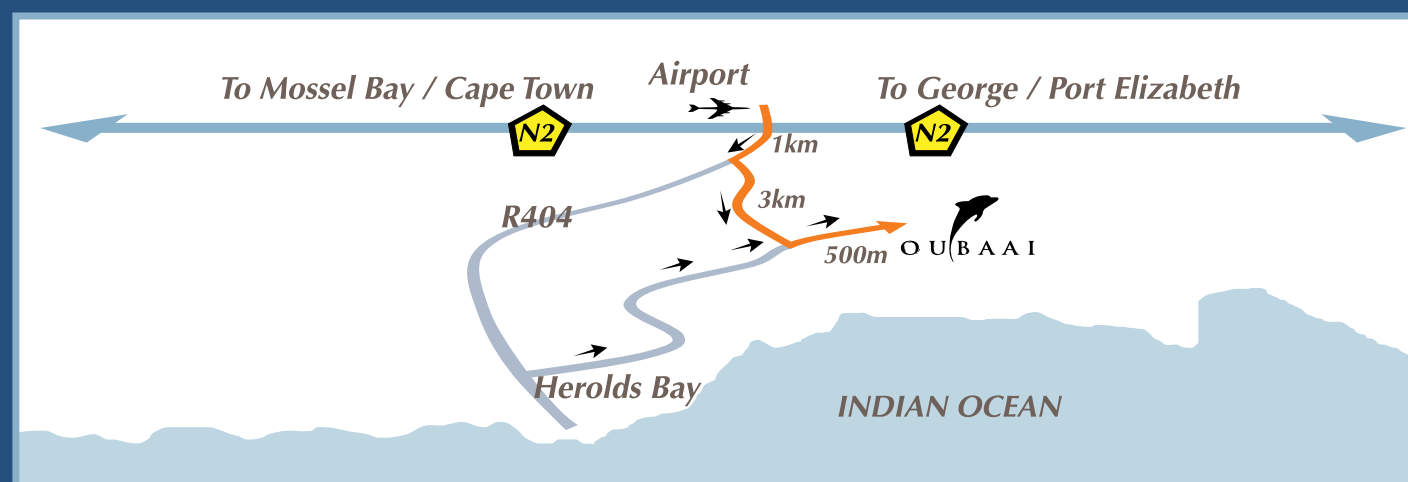 Airport
To Mossel Bay / Cape Town
To George / Port Elizabeth
N2
N2
1km
3km
R404
500m
OUBAAI
Herolds Bay
INDIAN OCEAN